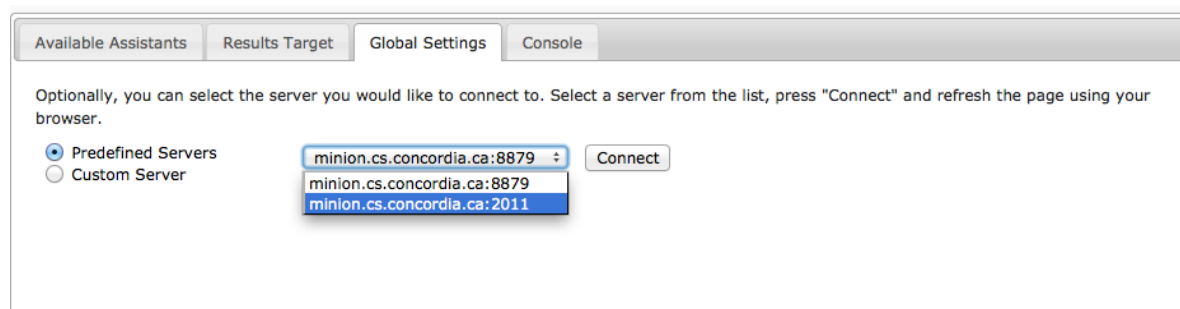 Available Assistants Results Target Global Settings Console
Optionally, you can select the server you would like to connect to. Select a server from the list, press "Connect" and refresh the page using your
browser.
Predefined Servers minion.cs.concordia.ca:8879 Connect
Custom Server minion.cs.concordia.ca:8879
minion.cs.concordia.ca:2011